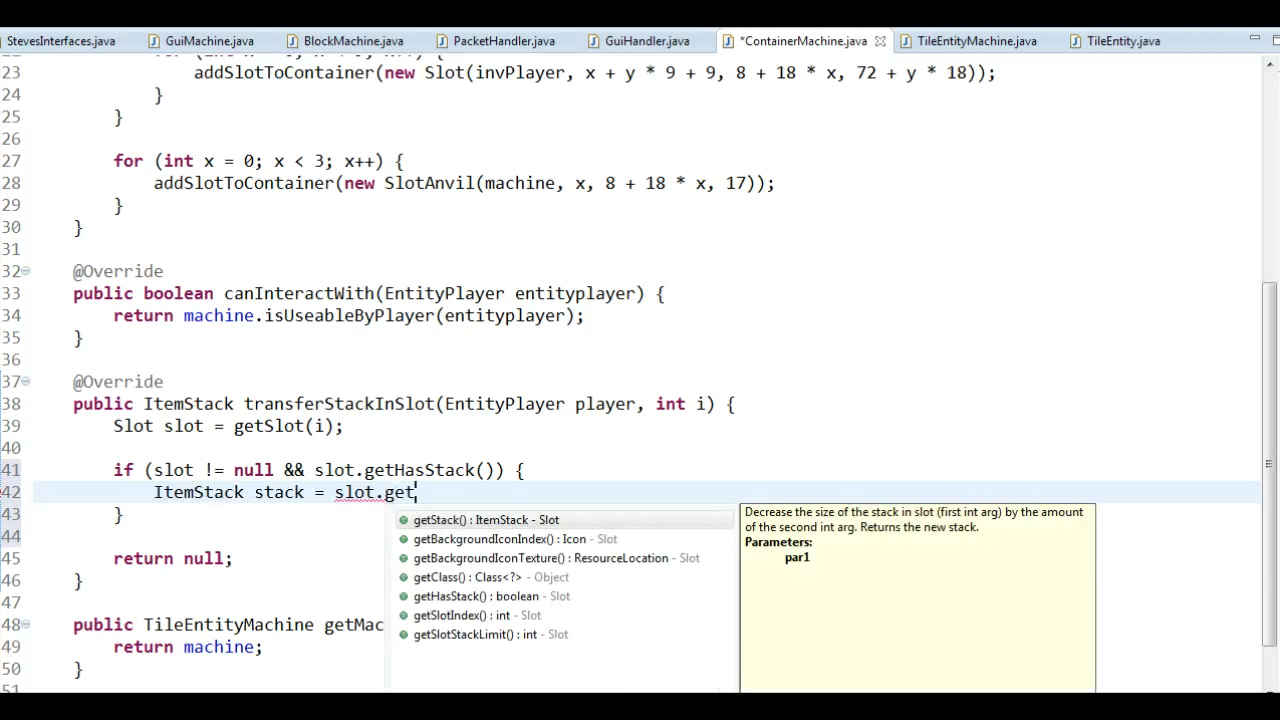 StevesInterfaces.java GuiMachine.java BlockMachine.java PacketHandler.java GuiHandler.java *ContainerMachine.java TileEntityMachine.java TileEntity.java
23 addSlotToContainer(new Slot(invPlayer, x + y * 9 + 9, 8 + 18 * x, 72 + y * 18));
24 }
25 }
26
27 for (int x = 0; x < 3; x++) {
28 addSlotToContainer(new SlotAnvil(machine, x, 8 + 18 * x, 17));
29 }
30 }
31
32 @Override
33 public boolean canInteractWith(EntityPlayer entityplayer) {
34 return machine.isUseableByPlayer(entityplayer);
35 }
36
37 @Override
38 public ItemStack transferStackInSlot(EntityPlayer player, int i) {
39 Slot slot = getSlot(i);
40
41 if (slot != null && slot.getHasStack()) {
42 ItemStack stack = slot.get
43 }
44
45 return null;
46 }
47
48 public TileEntityMachine getMac
49 return machine;
50 }
51
getStack() : ItemStack - Slot
getBackgroundIconIndex() : Icon - Slot
getBackgroundIconTexture() : ResourceLocation - Slot
getClass() : Class<?> - Object
getHasStack() : boolean - Slot
getSlotIndex() : int - Slot
getSlotStackLimit() : int - Slot
Decrease the size of the stack in slot (first int arg) by the amount
of the second int arg. Returns the new stack.
Parameters:
par1